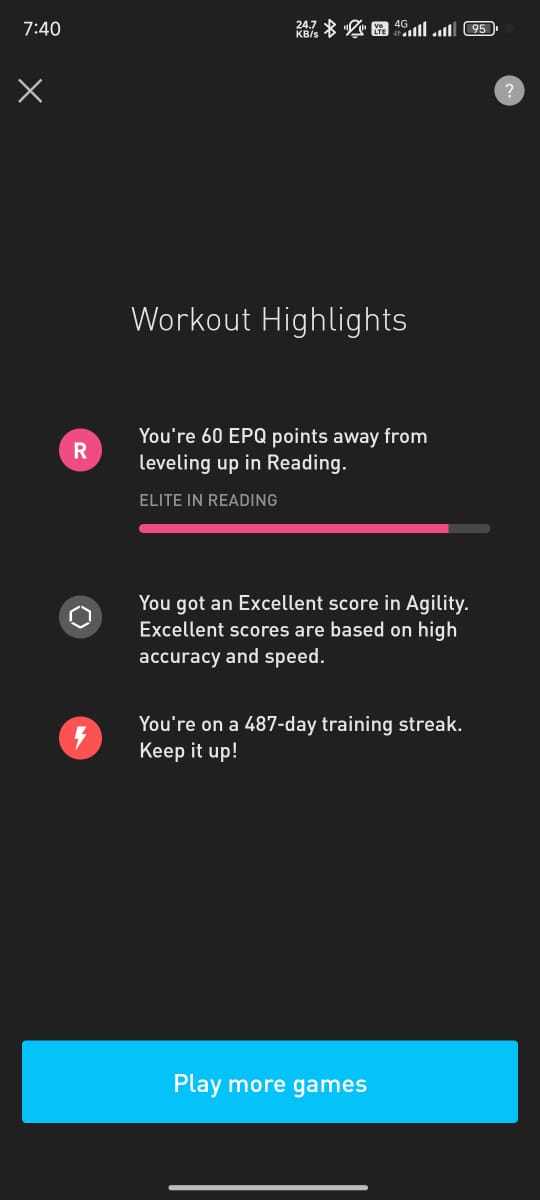 7:40
24.7
KB/s
Vo
LTE
4G
95
?
Workout Highlights
R
You're 60 EPQ points away from
leveling up in Reading.
ELITE IN READING
You got an Excellent score in Agility.
Excellent scores are based on high
accuracy and speed.
You're on a 487-day training streak.
Keep it up!
Play more games